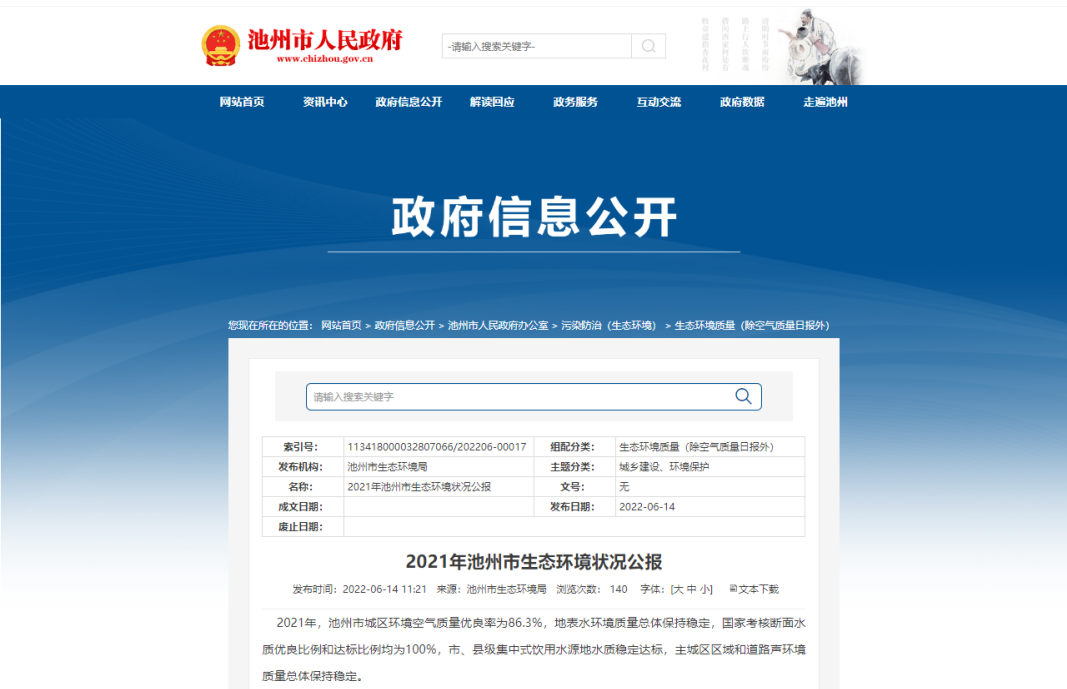 池州市人民政府
www.chizhou.gov.cn
-请输入搜索关键字-
网站首页 资讯中心 政府信息公开 解读回应 政务服务 互动交流 政府数据 走遍池州
政府信息公开
您现在所在的位置： 网站首页 > 政府信息公开 > 池州市人民政府办公室 > 污染防治（生态环境） > 生态环境质量（除空气质量日报外）
请输入搜索关键字
索引号： 113418000032807066/202206-00017 组配分类： 生态环境质量（除空气质量日报外）
发布机构： 池州市生态环境局 主题分类： 城乡建设、环境保护
名称： 2021年池州市生态环境状况公报 文号： 无
成文日期： 发布日期： 2022-06-14
废止日期：
2021年池州市生态环境状况公报
发布时间：2022-06-14 11:21 来源：池州市生态环境局 浏览次数： 140 字体：[大 中 小] 文本下载
2021年，池州市城区环境空气质量优良率为86.3%，地表水环境质量总体保持稳定，国家考核断面水
质优良比例和达标比例均为100%，市、县级集中式饮用水源地水质稳定达标，主城区区域和道路声环境
质量总体保持稳定。